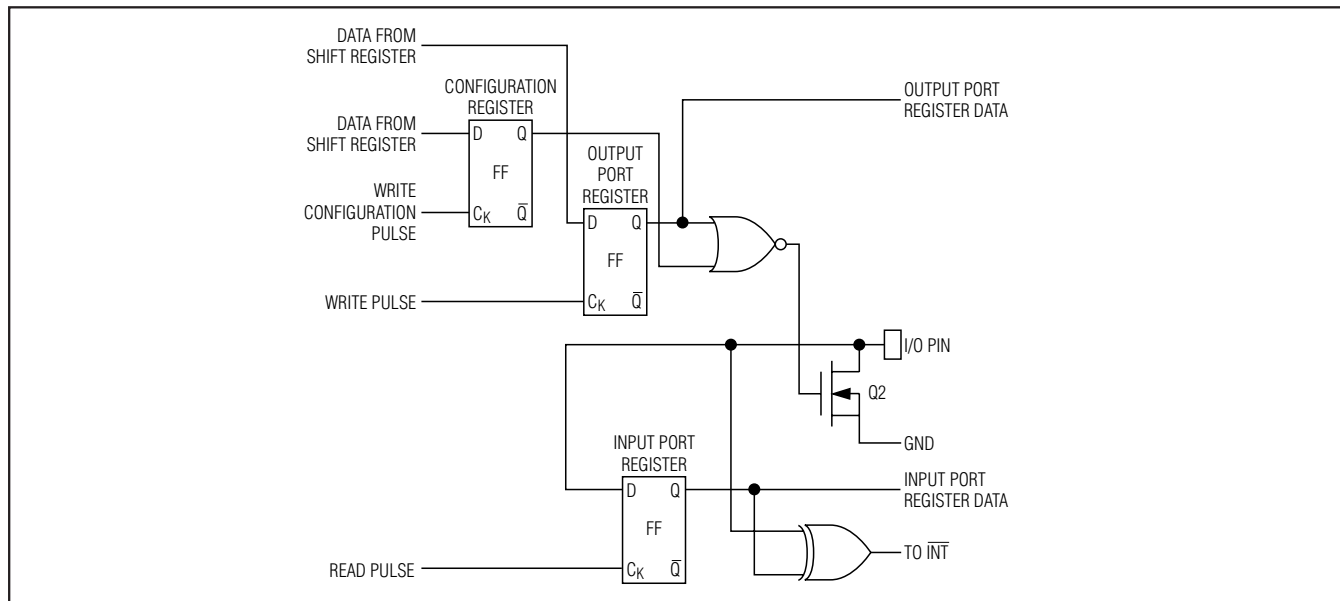 DATA FROM
SHIFT REGISTER
CONFIGURATION
REGISTER
OUTPUT PORT
REGISTER DATA
DATA FROM
SHIFT REGISTER
D Q
FF
CK Q̅
WRITE
CONFIGURATION
PULSE
OUTPUT
PORT
REGISTER
D Q
FF
CK Q̅
WRITE PULSE
I/O PIN
Q2
GND
INPUT PORT
REGISTER
D Q
FF
CK Q̅
INPUT PORT
REGISTER DATA
TO I̅N̅T̅
READ PULSE